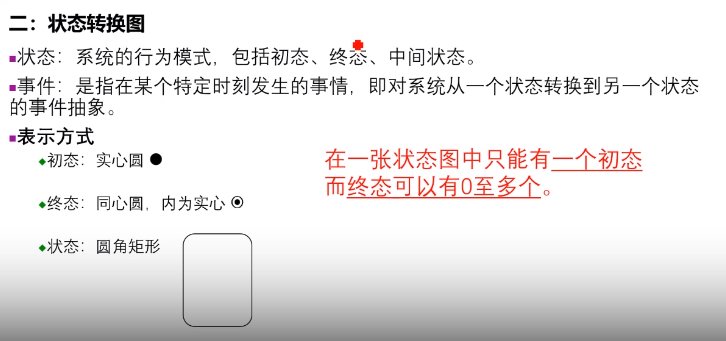 二：状态转换图
状态：系统的行为模式，包括初态、终态、中间状态。
事件：是指在某个特定时刻发生的事情，即对系统从一个状态转换到另一个状态
的事件抽象。
表示方式
初态：实心圆
终态：同心圆，内为实心
状态：圆角矩形
在一张状态图中只能有一个初态
而终态可以有0至多个。